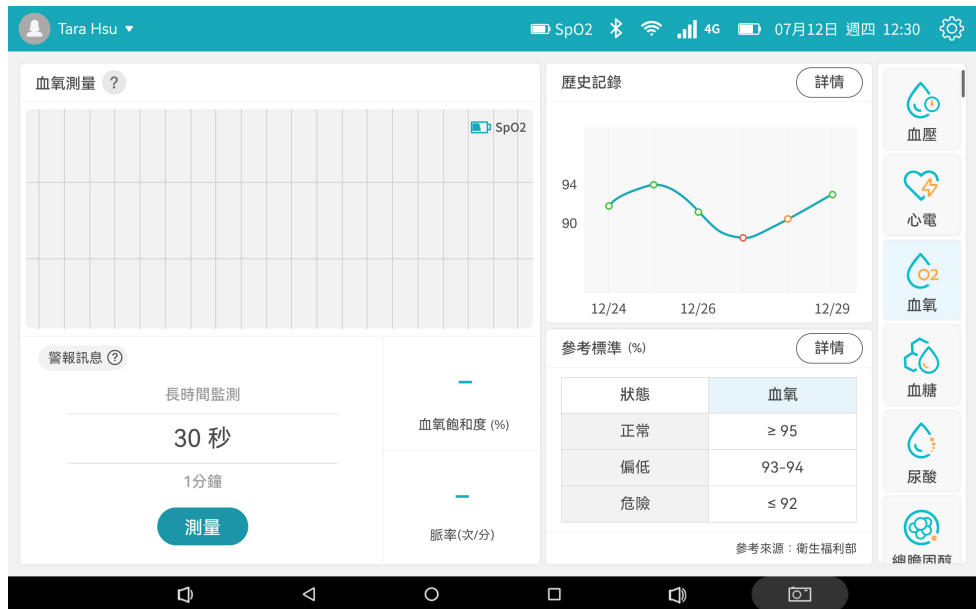 Tara Hsu
SpO2 4G 07月12日 週四 12:30
血氧測量 ?
SpO2
警報訊息 ?
長時間監測
30 秒
1分鐘
測量
–
血氧飽和度 (%)
–
脈率(次/分)
歷史記錄 詳情
94
90
12/24 12/26 12/29
參考標準 (%) 詳情
狀態 血氧
正常 ≥ 95
偏低 93-94
危險 ≤ 92
參考來源：衛生福利部
血壓
心電
O2
血氧
血糖
尿酸
總膽固醇